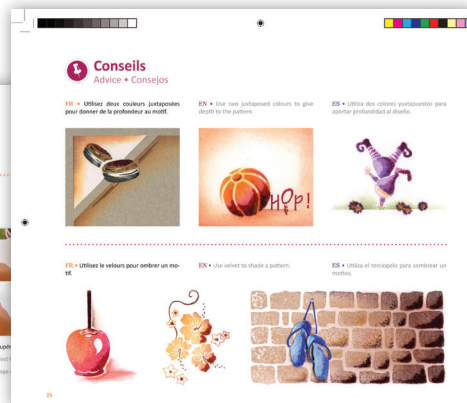 Conseils
Advice • Consejos
FR • Utilisez deux couleurs juxtaposées
pour donner de la profondeur au motif.
EN • Use two juxtaposed colours to give
depth to the pattern.
ES • Utiliza dos colores yuxtapuestos para
aportar profundidad al diseño.
HOP!
FR • Utilisez le velours pour ombrer un mo-
tif.
EN • Use velvet to shade a pattern.
ES • Utiliza el terciopelo para sombrear un
motivo.